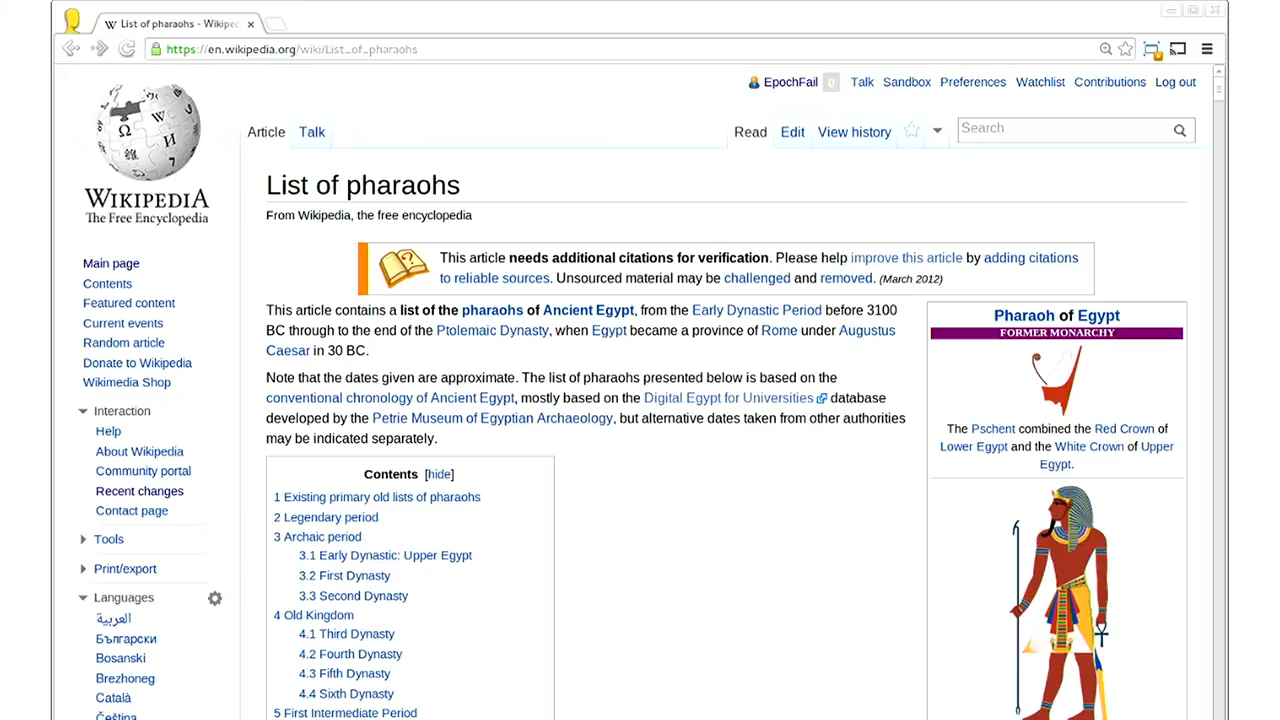 List of pharaohs - Wikipe
https://en.wikipedia.org/wiki/List_of_pharaohs
EpochFail 0 Talk Sandbox Preferences Watchlist Contributions Log out
Article Talk Read Edit View history Search
WIKIPEDIA
The Free Encyclopedia
Main page
Contents
Featured content
Current events
Random article
Donate to Wikipedia
Wikimedia Shop
Interaction
Help
About Wikipedia
Community portal
Recent changes
Contact page
Tools
Print/export
Languages
العربية
Български
Bosanski
Brezhoneg
Català
Čeština
List of pharaohs
From Wikipedia, the free encyclopedia
This article needs additional citations for verification. Please help improve this article by adding citations
to reliable sources. Unsourced material may be challenged and removed. (March 2012)
This article contains a list of the pharaohs of Ancient Egypt, from the Early Dynastic Period before 3100
BC through to the end of the Ptolemaic Dynasty, when Egypt became a province of Rome under Augustus
Caesar in 30 BC.
Note that the dates given are approximate. The list of pharaohs presented below is based on the
conventional chronology of Ancient Egypt, mostly based on the Digital Egypt for Universities database
developed by the Petrie Museum of Egyptian Archaeology, but alternative dates taken from other authorities
may be indicated separately.
Contents [hide]
1 Existing primary old lists of pharaohs
2 Legendary period
3 Archaic period
3.1 Early Dynastic: Upper Egypt
3.2 First Dynasty
3.3 Second Dynasty
4 Old Kingdom
4.1 Third Dynasty
4.2 Fourth Dynasty
4.3 Fifth Dynasty
4.4 Sixth Dynasty
5 First Intermediate Period
Pharaoh of Egypt
FORMER MONARCHY
The Pschent combined the Red Crown of
Lower Egypt and the White Crown of Upper
Egypt.